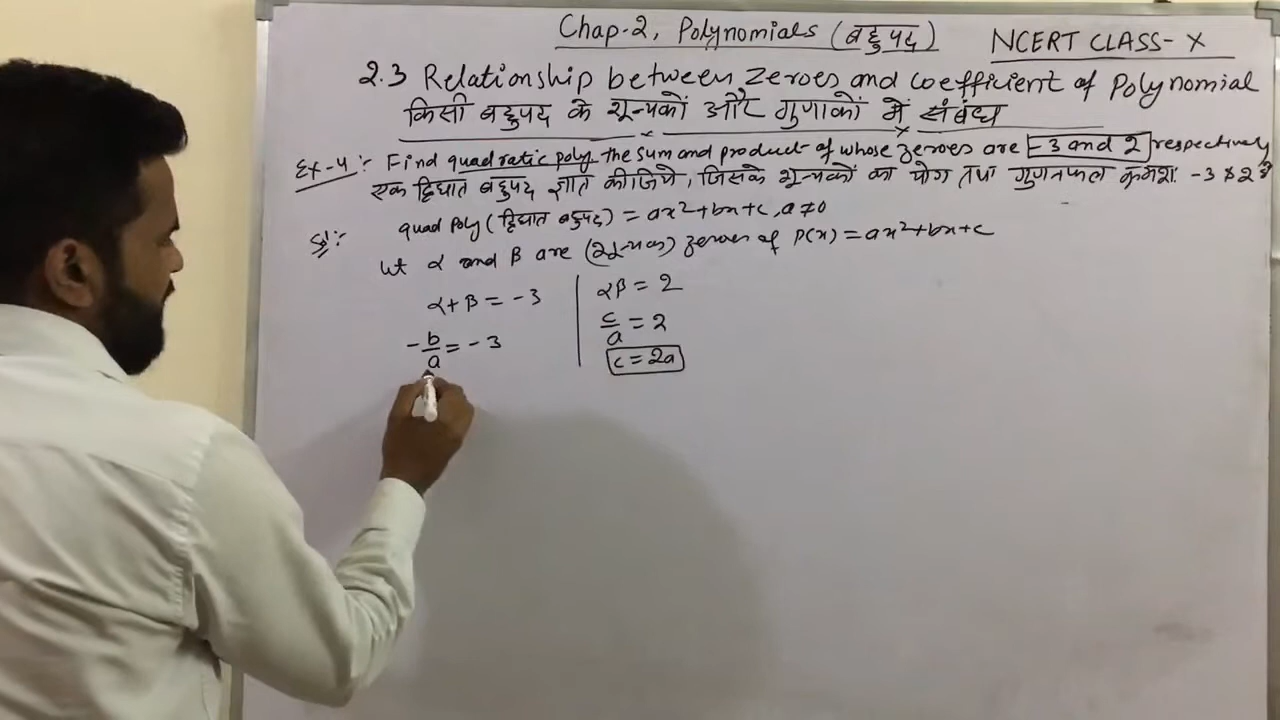 Chap-2, Polynomials (बहुपद)
NCERT CLASS-X
2.3 Relationship between zeroes and coefficient of Polynomial
किसी बहुपद के शून्यकों और गुणाकों में संबंध
Ex-4:- Find quadratic poly the sum and product of whose zeroes are -3 and 2 respectively
एक द्विघात बहुपद ज्ञात कीजिये, जिसके शून्यकों का योग तथा गुणनफल क्रमशः -3 व 2 है
Sol:- quad poly (द्विघात बहुपद) = ax²+bx+c, a≠0
Let α and β are (शून्यक) zeroes of P(x) = ax²+bx+c
α+β = -3
-b/a = -3
αβ = 2
c/a = 2
c = 2a